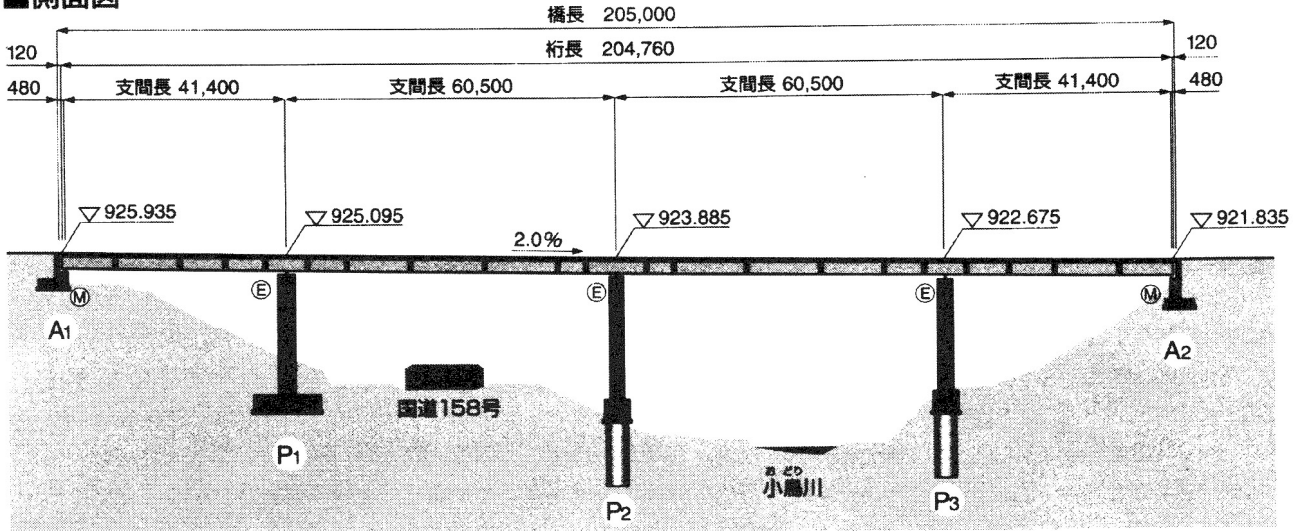 ■側面図
橋長 205,000
120 桁長 204,760 120
480 支間長 41,400 支間長 60,500 支間長 60,500 支間長 41,400 480
▽925.935 ▽925.095 ▽923.885 ▽922.675 ▽921.835
2.0%
Ⓜ Ⓔ Ⓔ Ⓔ Ⓜ
A1 A2
国道158号
P1
おどり
小鳥川
P2 P3